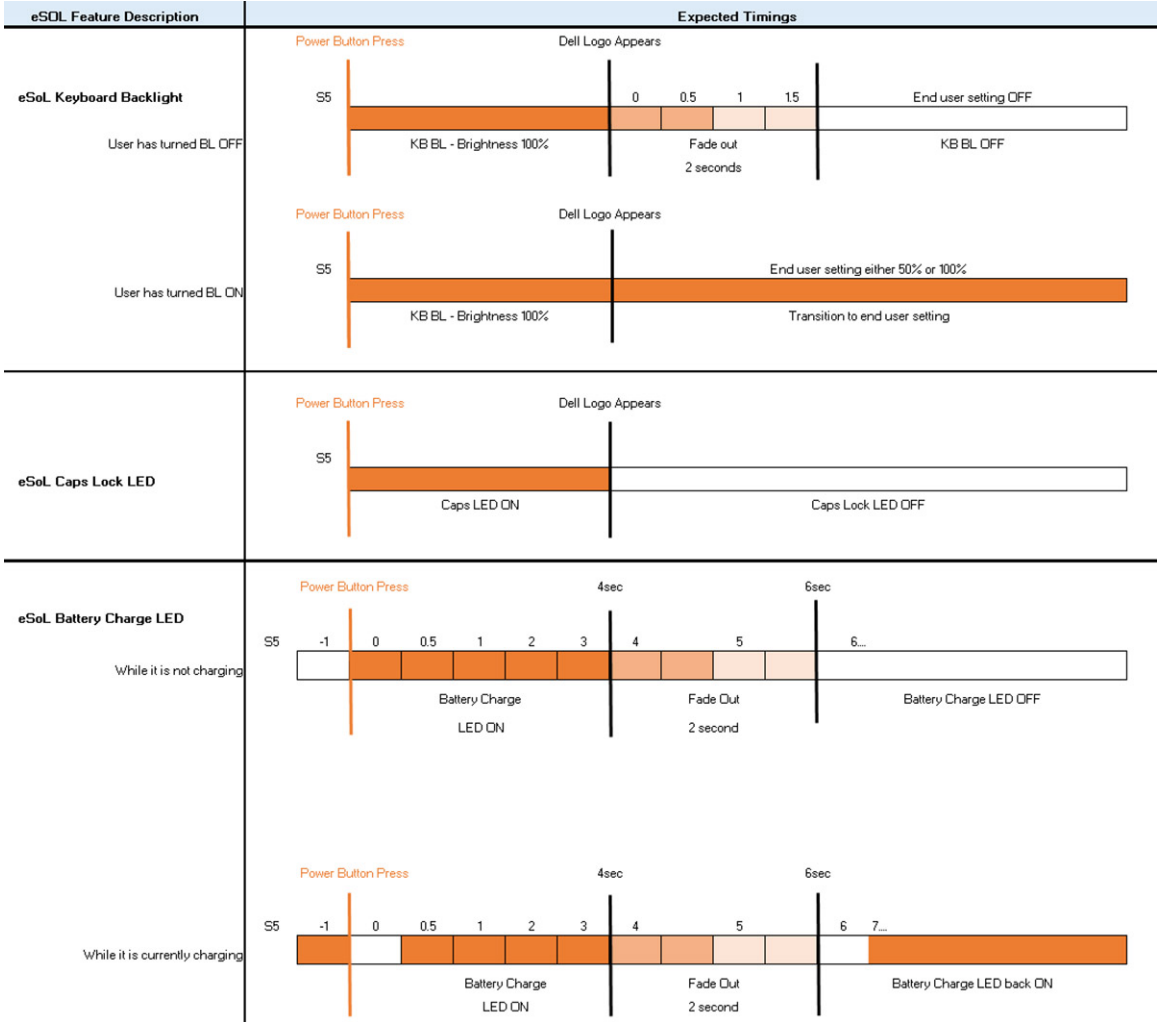 eSOL Feature Description
Expected Timings
Power Button Press
Dell Logo Appears
eSoL Keyboard Backlight
S5
0 0.5 1 1.5
End user setting OFF
User has turned BL OFF
KB BL - Brightness 100%
Fade out
KB BL OFF
2 seconds
Power Button Press
Dell Logo Appears
S5
End user setting either 50% or 100%
User has turned BL ON
KB BL - Brightness 100%
Transition to end user setting
Power Button Press
Dell Logo Appears
S5
eSoL Caps Lock LED
Caps LED ON
Caps Lock LED OFF
Power Button Press
4sec
6sec
eSoL Battery Charge LED
S5
-1 0 0.5 1 2 3 4 5 6...
While it is not charging
Battery Charge
Fade Out
Battery Charge LED OFF
LED ON
2 second
Power Button Press
4sec
6sec
S5
-1 0 0.5 1 2 3 4 5 6 7...
While it is currently charging
Battery Charge
Fade Out
Battery Charge LED back ON
LED ON
2 second